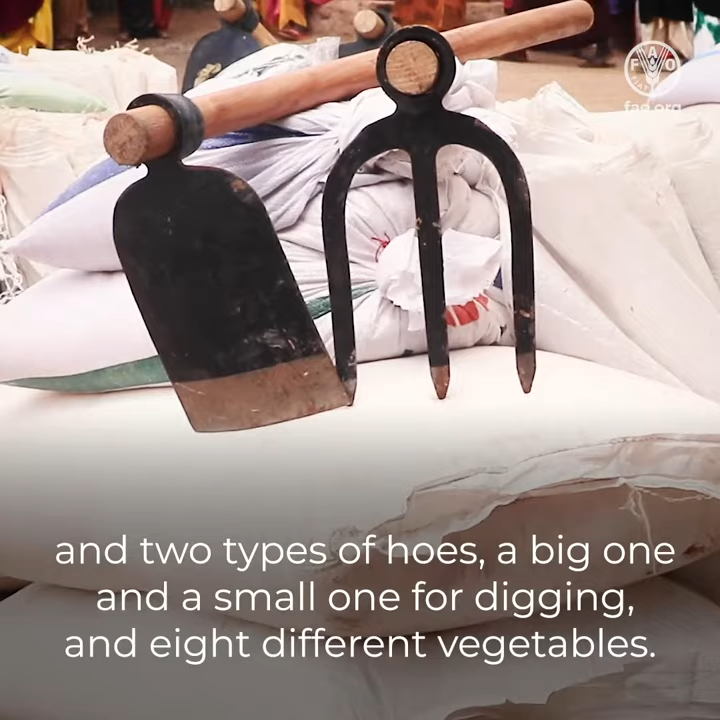 F A O
fao.org
and two types of hoes, a big one
and a small one for digging,
and eight different vegetables.